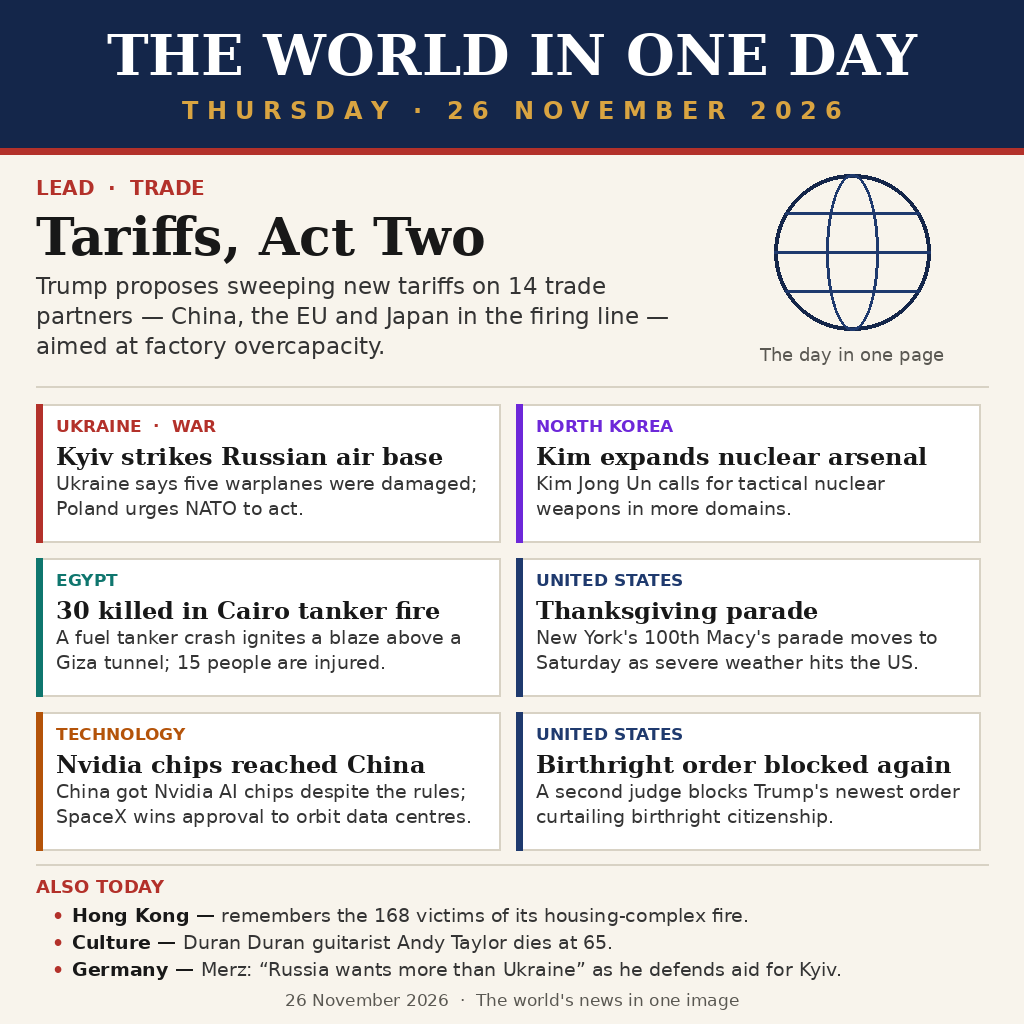 THE WORLD IN ONE DAY
THURSDAY · 26 NOVEMBER 2026
LEAD · TRADE
Tariffs, Act Two
Trump proposes sweeping new tariffs on 14 trade
partners — China, the EU and Japan in the firing line —
aimed at factory overcapacity.
The day in one page
UKRAINE · WAR
Kyiv strikes Russian air base
Ukraine says five warplanes were damaged;
Poland urges NATO to act.
NORTH KOREA
Kim expands nuclear arsenal
Kim Jong Un calls for tactical nuclear
weapons in more domains.
EGYPT
30 killed in Cairo tanker fire
A fuel tanker crash ignites a blaze above a
Giza tunnel; 15 people are injured.
UNITED STATES
Thanksgiving parade
New York's 100th Macy's parade moves to
Saturday as severe weather hits the US.
TECHNOLOGY
Nvidia chips reached China
China got Nvidia AI chips despite the rules;
SpaceX wins approval to orbit data centres.
UNITED STATES
Birthright order blocked again
A second judge blocks Trump's newest order
curtailing birthright citizenship.
ALSO TODAY
• Hong Kong — remembers the 168 victims of its housing-complex fire.
• Culture — Duran Duran guitarist Andy Taylor dies at 65.
• Germany — Merz: “Russia wants more than Ukraine” as he defends aid for Kyiv.
26 November 2026 · The world's news in one image